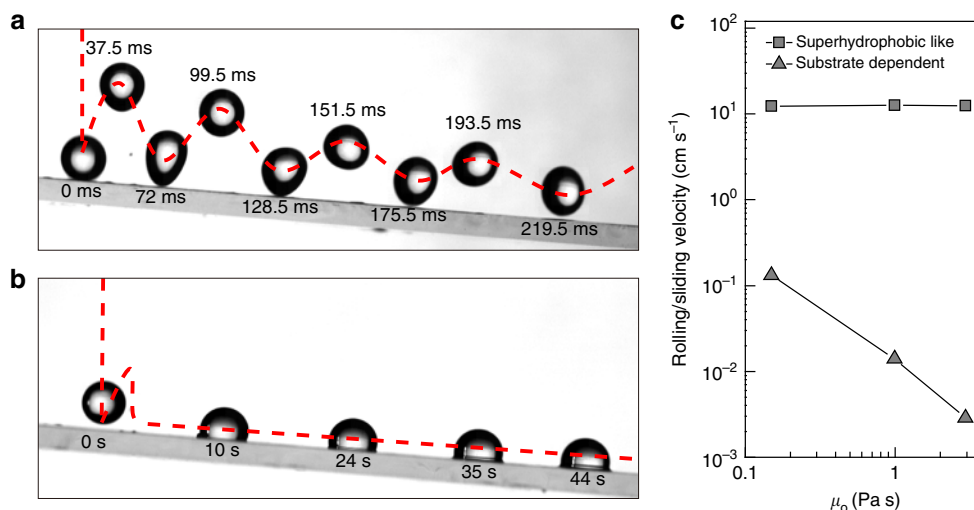 a
37.5 ms
99.5 ms
151.5 ms
193.5 ms
0 ms
72 ms
128.5 ms
175.5 ms
219.5 ms
b
0 s
10 s
24 s
35 s
44 s
c
Rolling/sliding velocity (cm s⁻¹)
10²
10¹
10⁰
10⁻¹
10⁻²
10⁻³
Superhydrophobic like
Substrate dependent
0.1
1
μₒ (Pa s)